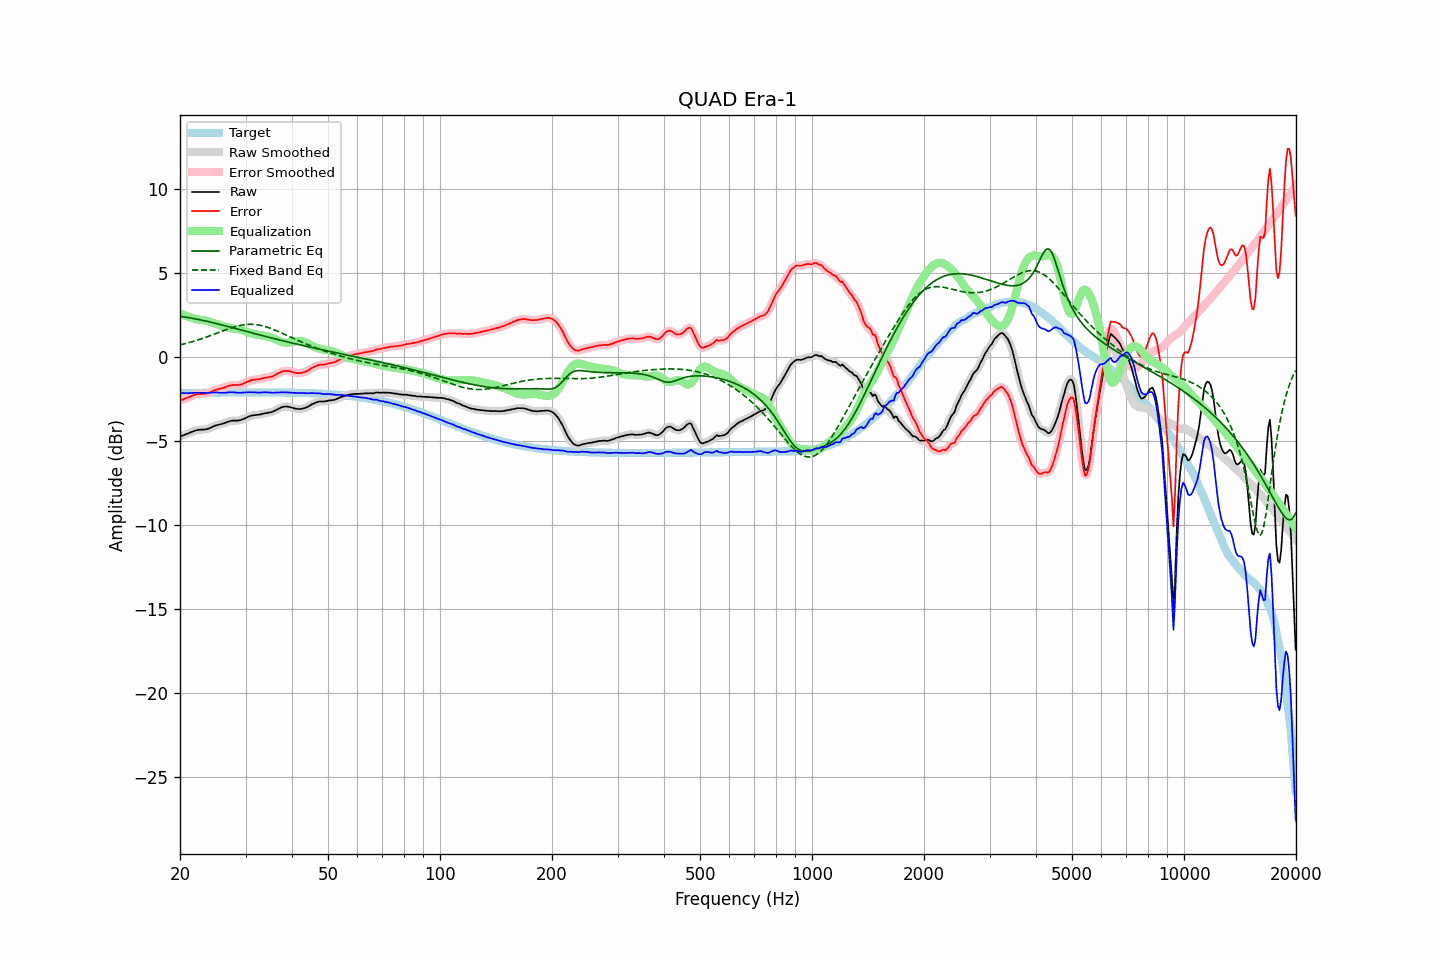 QUAD Era-1
Target
Raw Smoothed
Error Smoothed
Raw
Error
Equalization
Parametric Eq
Fixed Band Eq
Equalized
10
5
0
−5
−10
−15
−20
−25
Amplitude (dBr)
20 50 100 200 500 1000 2000 5000 10000 20000
Frequency (Hz)